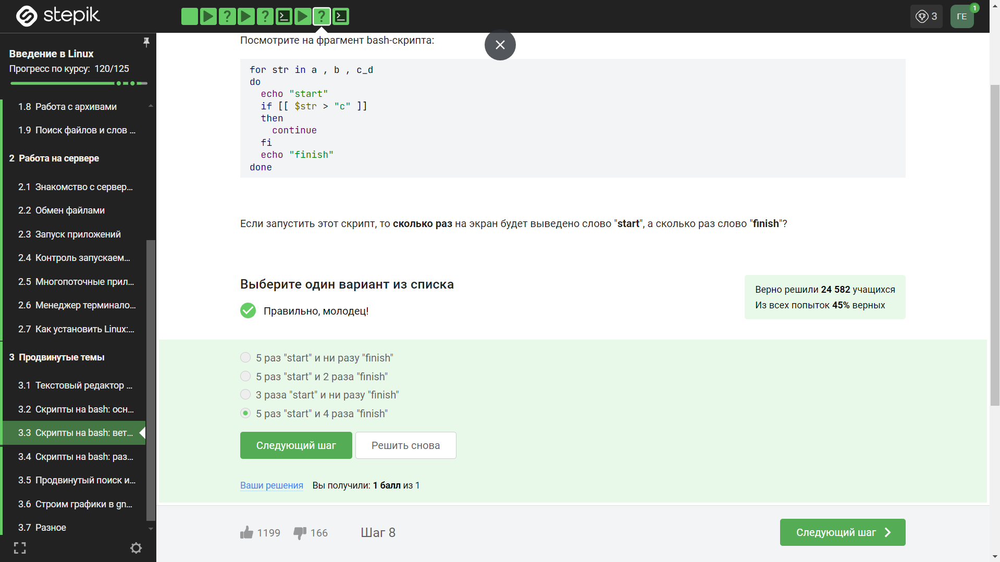 stepik
3
ГЕ
1
Введение в Linux
Прогресс по курсу: 120/125
1.8 Работа с архивами
1.9 Поиск файлов и слов ...
2 Работа на сервере
2.1 Знакомство с сервер...
2.2 Обмен файлами
2.3 Запуск приложений
2.4 Контроль запускаем...
2.5 Многопоточные прил...
2.6 Менеджер терминало...
2.7 Как установить Linux:...
3 Продвинутые темы
3.1 Текстовый редактор ...
3.2 Скрипты на bash: осн...
3.3 Скрипты на bash: вет...
3.4 Скрипты на bash: раз...
3.5 Продвинутый поиск и...
3.6 Строим графики в gn...
3.7 Разное
Посмотрите на фрагмент bash-скрипта:
for str in a , b , c_d
do
  echo "start"
  if [[ $str > "c" ]]
  then
    continue
  fi
  echo "finish"
done
Если запустить этот скрипт, то сколько раз на экран будет выведено слово "start", а сколько раз слово "finish"?
Выберите один вариант из списка
Правильно, молодец!
Верно решили 24 582 учащихся
Из всех попыток 45% верных
5 раз "start" и ни разу "finish"
5 раз "start" и 2 раза "finish"
3 раза "start" и ни разу "finish"
5 раз "start" и 4 раза "finish"
Следующий шаг
Решить снова
Ваши решения Вы получили: 1 балл из 1
1199 166 Шаг 8
Следующий шаг